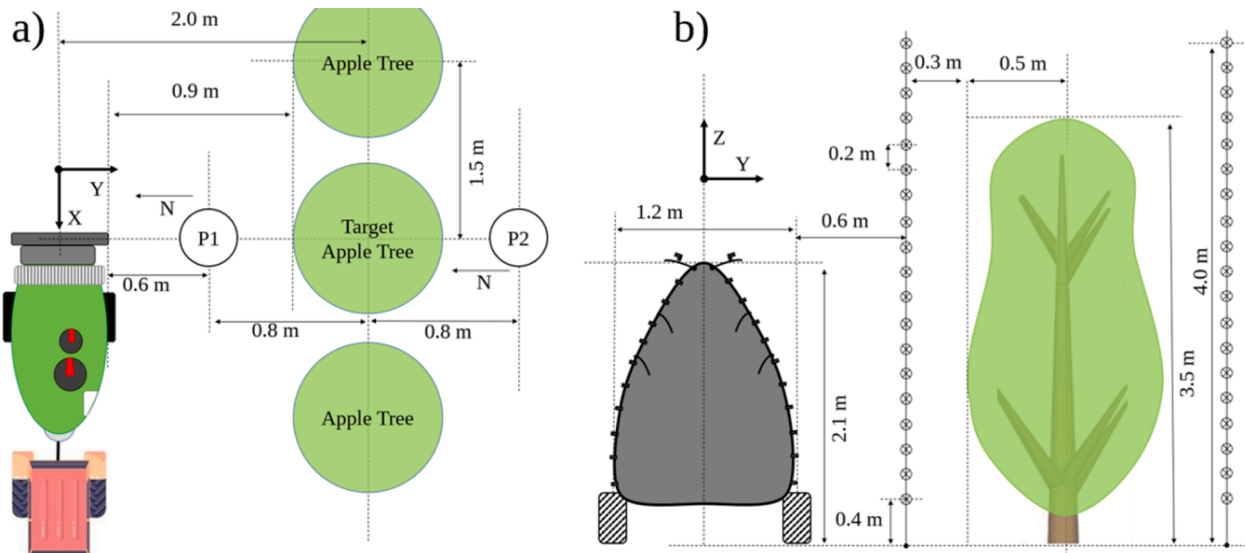 a)
2.0 m
Apple Tree
0.9 m
1.5 m
Y
N
X
P1
Target
Apple Tree
P2
N
0.6 m
0.8 m
0.8 m
Apple Tree
b)
0.3 m
0.5 m
Z
0.2 m
Y
1.2 m
0.6 m
4.0 m
3.5 m
2.1 m
0.4 m